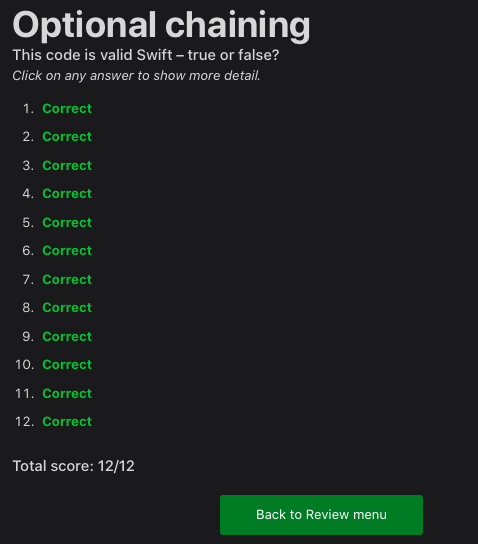 Optional chaining
This code is valid Swift – true or false?
Click on any answer to show more detail.
1. Correct
2. Correct
3. Correct
4. Correct
5. Correct
6. Correct
7. Correct
8. Correct
9. Correct
10. Correct
11. Correct
12. Correct
Total score: 12/12
Back to Review menu